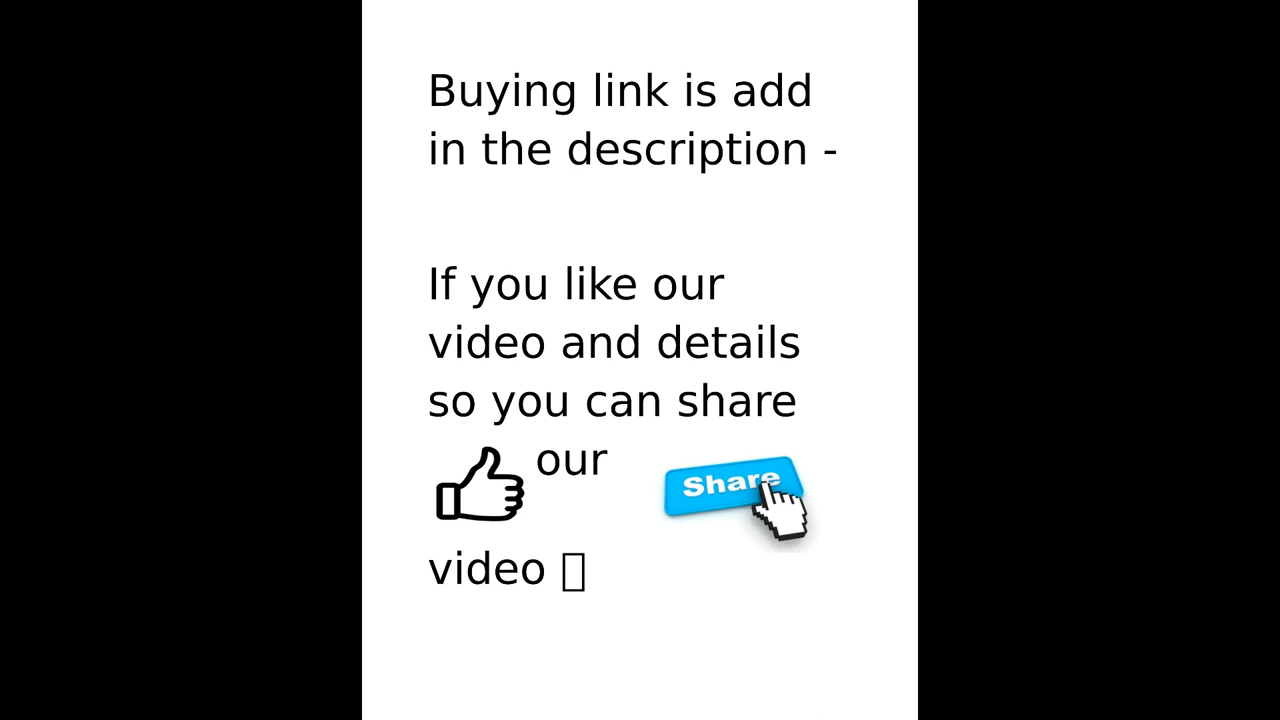 Buying link is add
in the description -
If you like our
video and details
so you can share
our
Share
video